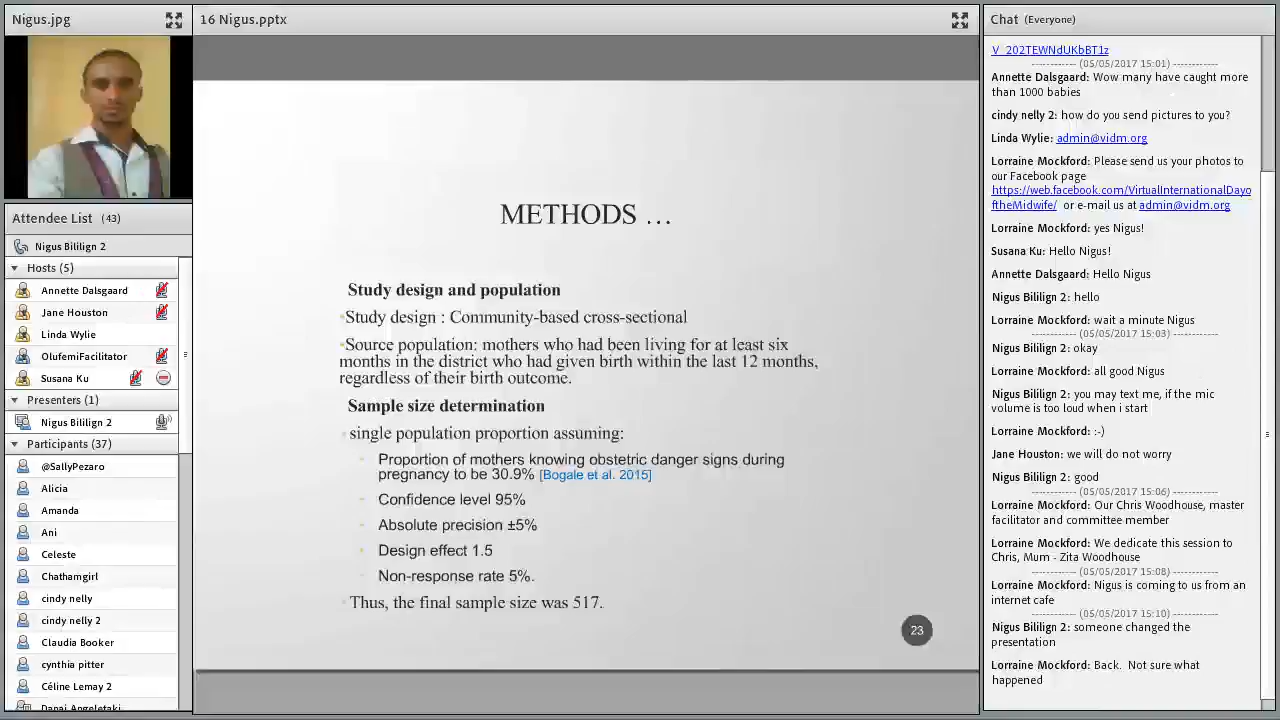 Nigus.jpg
Attendee List (43)
Nigus Bililign 2
Hosts (5)
Annette Dalsgaard
Jane Houston
Linda Wylie
OlufemiFacilitator
Susana Ku
Presenters (1)
Nigus Bililign 2
Participants (37)
@SallyPezaro
Alicia
Amanda
Ani
Celeste
Chathamgirl
cindy nelly
cindy nelly 2
Claudia Booker
cynthia pitter
Céline Lemay 2
Danai Angeletaki
16 Nigus.pptx
METHODS …
Study design and population
Study design : Community-based cross-sectional
Source population: mothers who had been living for at least six
months in the district who had given birth within the last 12 months,
regardless of their birth outcome.
Sample size determination
single population proportion assuming:
Proportion of mothers knowing obstetric danger signs during
pregnancy to be 30.9% [Bogale et al. 2015]
Confidence level 95%
Absolute precision ±5%
Design effect 1.5
Non-response rate 5%.
Thus, the final sample size was 517.
23
Chat (Everyone)
V_202TEWNdUKbBT1z
------------ (05/05/2017 15:01) ------------
Annette Dalsgaard: Wow many have caught more
than 1000 babies
cindy nelly 2: how do you send pictures to you?
Linda Wylie: admin@vidm.org
Lorraine Mockford: Please send us your photos to
our Facebook page
https://web.facebook.com/VirtualInternationalDayo
ftheMidwife/ or e-mail us at admin@vidm.org
Lorraine Mockford: yes Nigus!
Susana Ku: Hello Nigus!
Annette Dalsgaard: Hello Nigus
Nigus Bililign 2: hello
Lorraine Mockford: wait a minute Nigus
------------ (05/05/2017 15:03) ------------
Nigus Bililign 2: okay
Lorraine Mockford: all good Nigus
Nigus Bililign 2: you may text me, if the mic
volume is too loud when i start
Lorraine Mockford: :-)
Jane Houston: we will do not worry
Nigus Bililign 2: good
------------ (05/05/2017 15:06) ------------
Lorraine Mockford: Our Chris Woodhouse, master
facilitator and committee member
Lorraine Mockford: We dedicate this session to
Chris, Mum - Zita Woodhouse
------------ (05/05/2017 15:08) ------------
Lorraine Mockford: Nigus is coming to us from an
internet cafe
------------ (05/05/2017 15:10) ------------
Nigus Bililign 2: someone changed the
presentation
Lorraine Mockford: Back.  Not sure what
happened